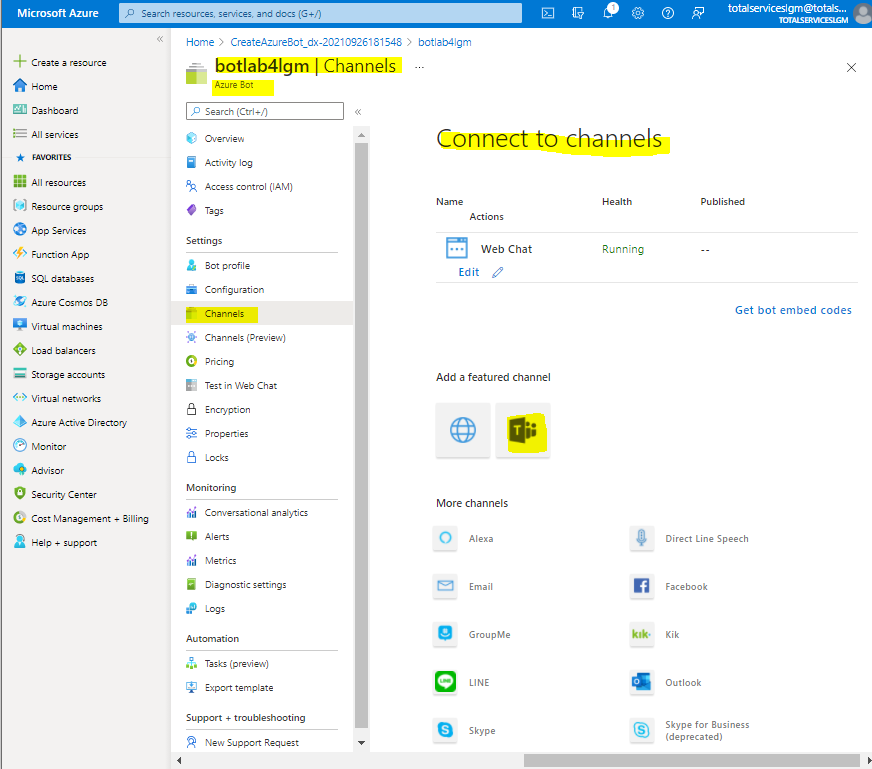 Microsoft Azure
Search resources, services, and docs (G+/)
1
totalserviceslgm@totals...
TOTALSERVICESLGM
Create a resource
Home
Dashboard
All services
FAVORITES
All resources
Resource groups
App Services
Function App
SQL databases
Azure Cosmos DB
Virtual machines
Load balancers
Storage accounts
Virtual networks
Azure Active Directory
Monitor
Advisor
Security Center
Cost Management + Billing
Help + support
Home > CreateAzureBot_dx-20210926181548 > botlab4lgm
botlab4lgm | Channels ...
Azure Bot
Search (Ctrl+/)
Overview
Activity log
Access control (IAM)
Tags
Settings
Bot profile
Configuration
Channels
Channels (Preview)
Pricing
Test in Web Chat
Encryption
Properties
Locks
Monitoring
Conversational analytics
Alerts
Metrics
Diagnostic settings
Logs
Automation
Tasks (preview)
Export template
Support + troubleshooting
New Support Request
Connect to channels
Name Health Published
Actions
Web Chat Running --
Edit
Get bot embed codes
Add a featured channel
More channels
Alexa Direct Line Speech
Email Facebook
GroupMe kik· Kik
LINE LINE Outlook
Skype Skype for Business
(deprecated)